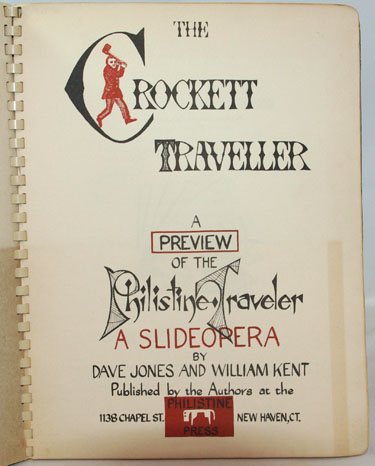 THE
CROCKETT
TRAVELLER
A
PREVIEW
OF THE
Philistine Traveler
A SLIDEOPERA
BY
DAVE JONES AND WILLIAM KENT
Published by the Authors at the
PHILISTINE
1138 CHAPEL ST. NEW HAVEN, CT.
PRESS